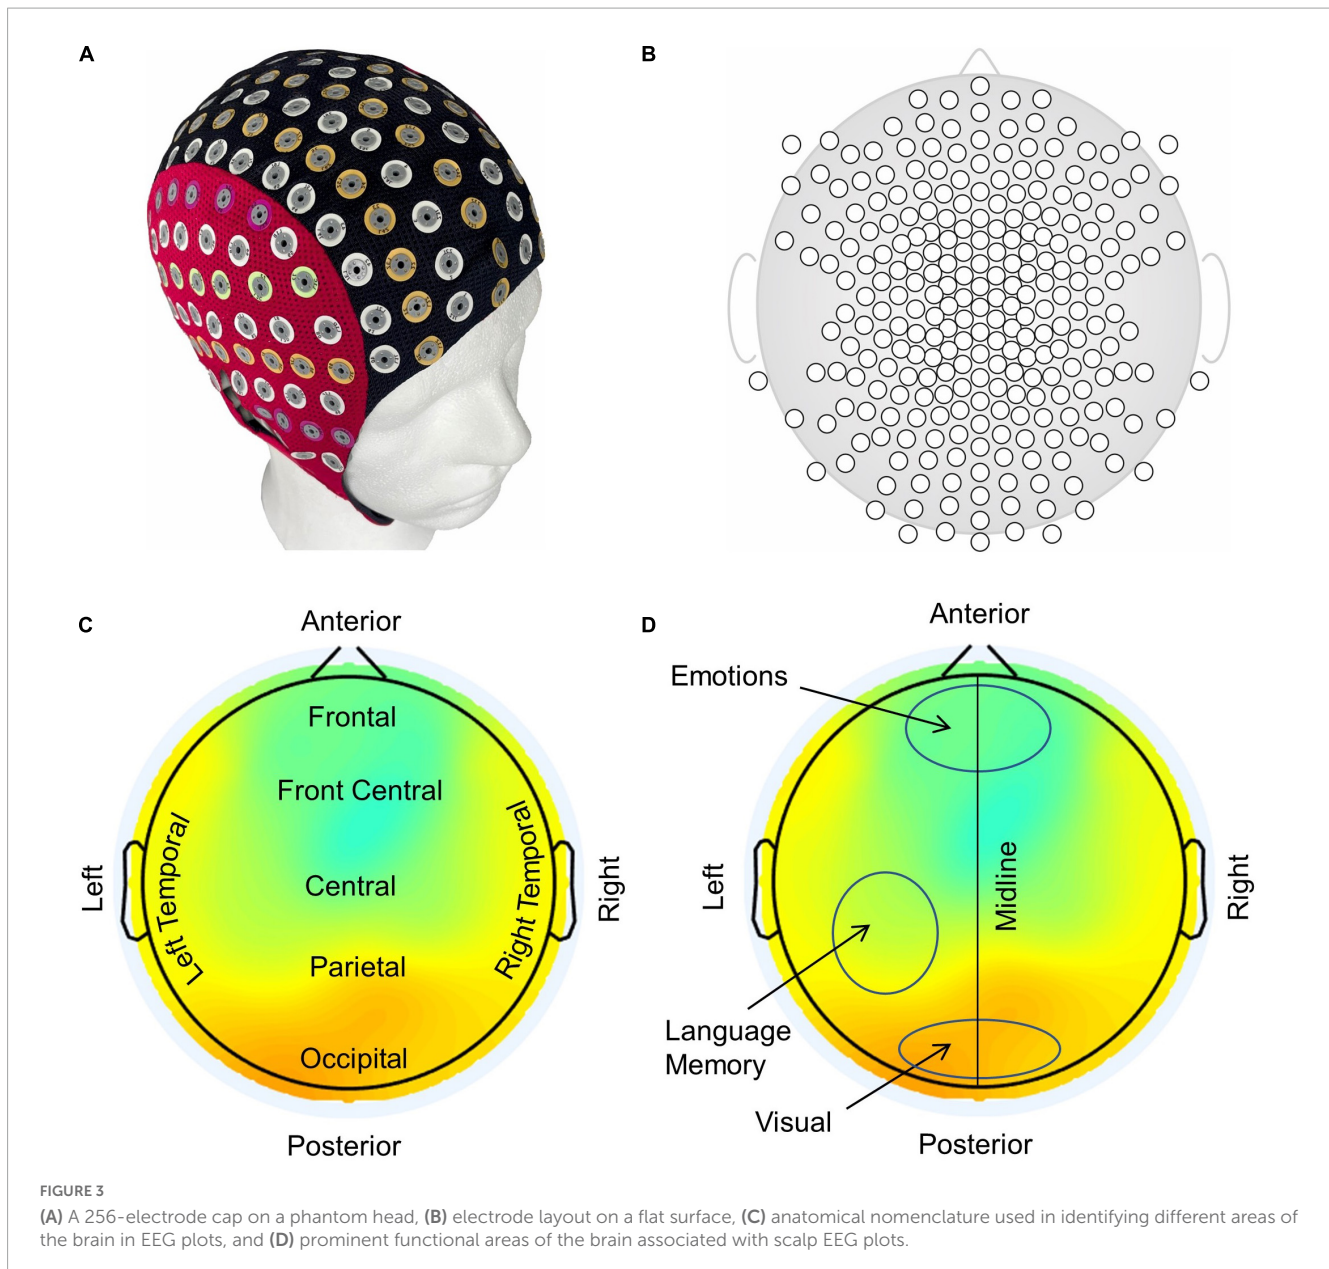 A
B
C
Anterior
Frontal
Front Central
Left Temporal
Right Temporal
Central
Left
Right
Parietal
Occipital
Posterior
D
Anterior
Emotions
Midline
Left
Right
Language
Memory
Visual
Posterior
FIGURE 3
(A) A 256-electrode cap on a phantom head, (B) electrode layout on a flat surface, (C) anatomical nomenclature used in identifying different areas of
the brain in EEG plots, and (D) prominent functional areas of the brain associated with scalp EEG plots.